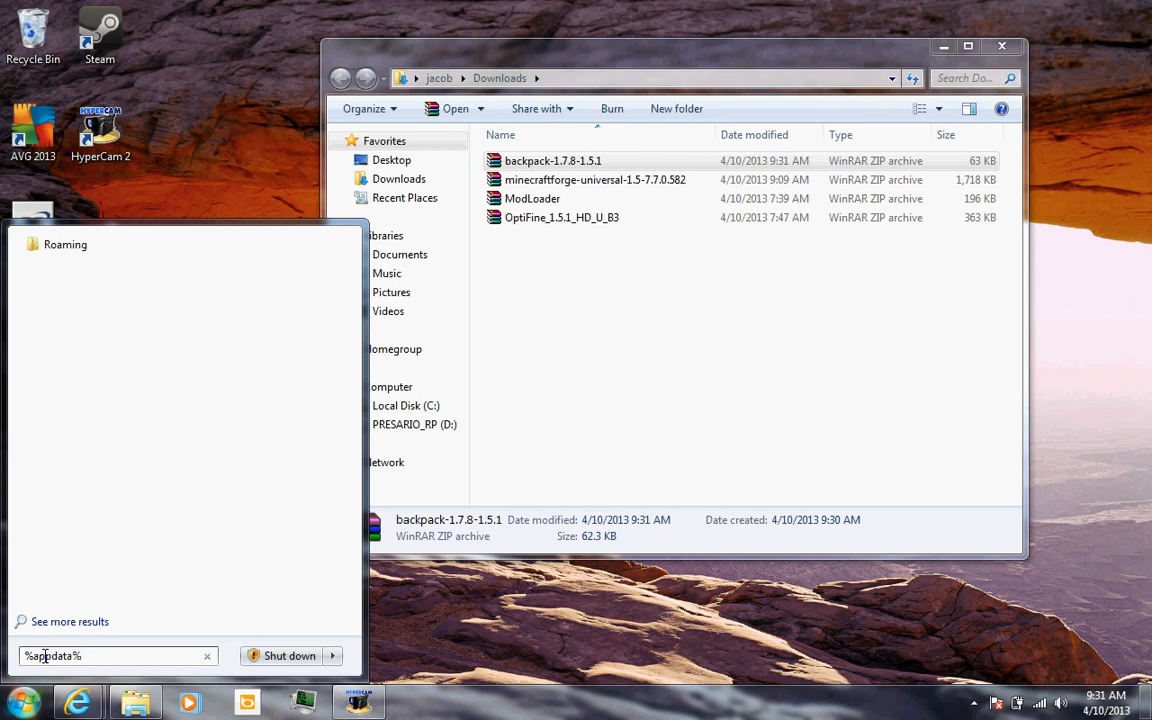 Recycle Bin
Steam
AVG 2013
HYPERCAM
HyperCam 2
jacob
Downloads
Search Do...
Organize
Open
Share with
Burn
New folder
Name
Date modified
Type
Size
Favorites
Desktop
Downloads
Recent Places
ibraries
Documents
Music
Pictures
Videos
omegroup
omputer
Local Disk (C:)
PRESARIO_RP (D:)
etwork
backpack-1.7.8-1.5.1 4/10/2013 9:31 AM WinRAR ZIP archive 63 KB
minecraftforge-universal-1.5-7.7.0.582 4/10/2013 9:09 AM WinRAR ZIP archive 1,718 KB
ModLoader 4/10/2013 7:39 AM WinRAR ZIP archive 196 KB
OptiFine_1.5.1_HD_U_B3 4/10/2013 7:47 AM WinRAR ZIP archive 363 KB
backpack-1.7.8-1.5.1 Date modified: 4/10/2013 9:31 AM Date created: 4/10/2013 9:30 AM
WinRAR ZIP archive Size: 62.3 KB
Roaming
See more results
%appdata%
Shut down
9:31 AM
4/10/2013